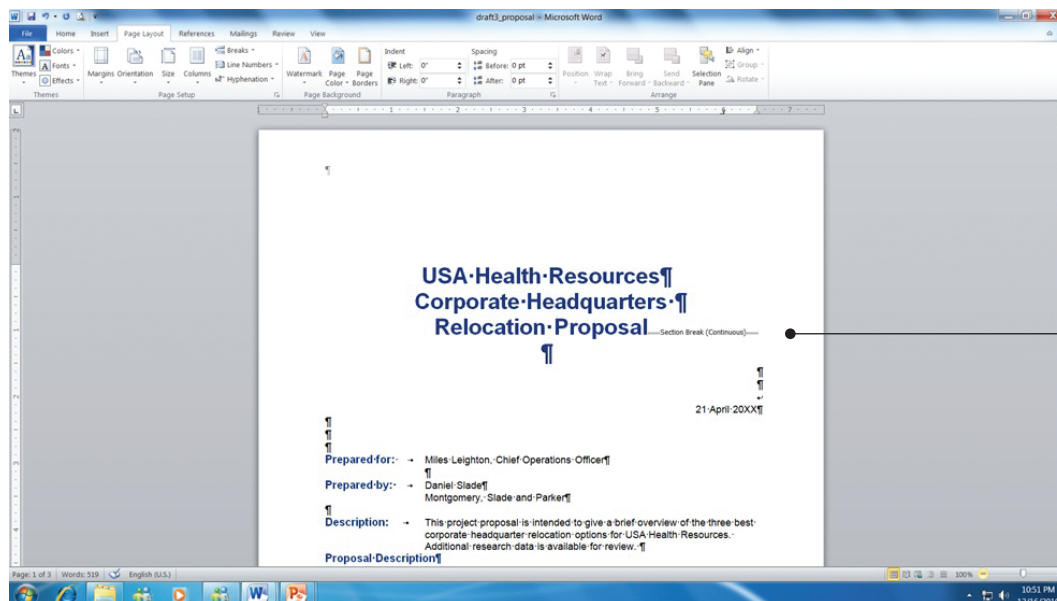 draft3_proposal - Microsoft Word
File Home Insert Page Layout References Mailings Review View
Colors Breaks Indent Spacing Align
Fonts Line Numbers Left: 0" Before: 0 pt Group
Themes Effects Margins Orientation Size Columns Hyphenation Watermark Page Color Page Borders Right: 0" After: 0 pt Position Wrap Text Bring Forward Send Backward Selection Pane Rotate
Themes Page Setup Page Background Paragraph Arrange
¶
USA·Health·Resources¶
Corporate·Headquarters·¶
Relocation·Proposal Section Break (Continuous)
¶
¶
¶
↵
21·April·20XX¶
¶
¶
¶
Prepared·for:· → Miles·Leighton,·Chief·Operations·Officer¶
¶
Prepared·by:· → Daniel·Slade¶
Montgomery,·Slade·and·Parker¶
¶
Description: → This·project·proposal·is·intended·to·give·a·brief·overview·of·the·three·best·
corporate·headquarter·relocation·options·for·USA·Health·Resources.·
Additional·research·data·is·available·for·review.·¶
Proposal·Description¶
Page: 1 of 3 Words: 519 English (U.S.) 100%
10:51 PM